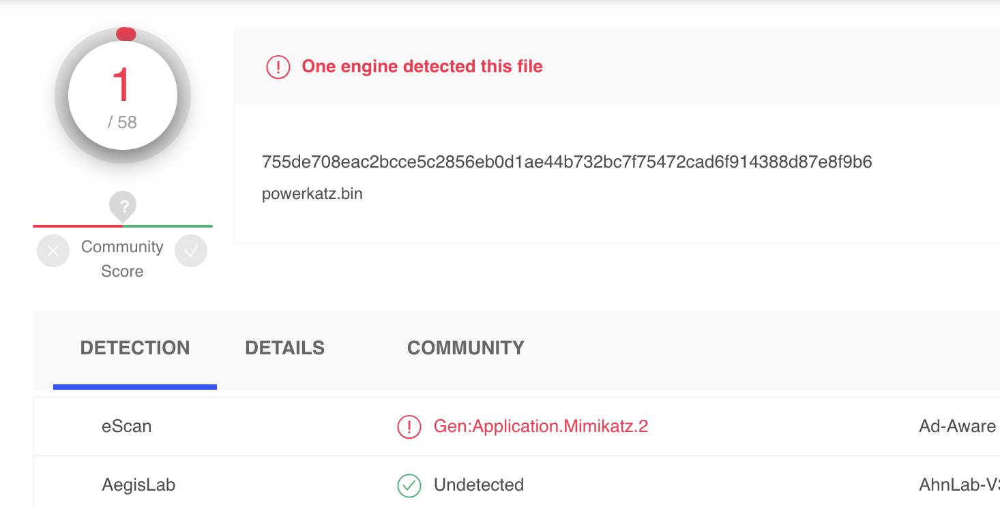 1
/ 58
One engine detected this file
755de708eac2bcce5c2856eb0d1ae44b732bc7f75472cad6f914388d87e8f9b6
powerkatz.bin
?
Community
Score
DETECTION DETAILS COMMUNITY
eScan Gen:Application.Mimikatz.2 Ad-Aware
AegisLab Undetected AhnLab-V3